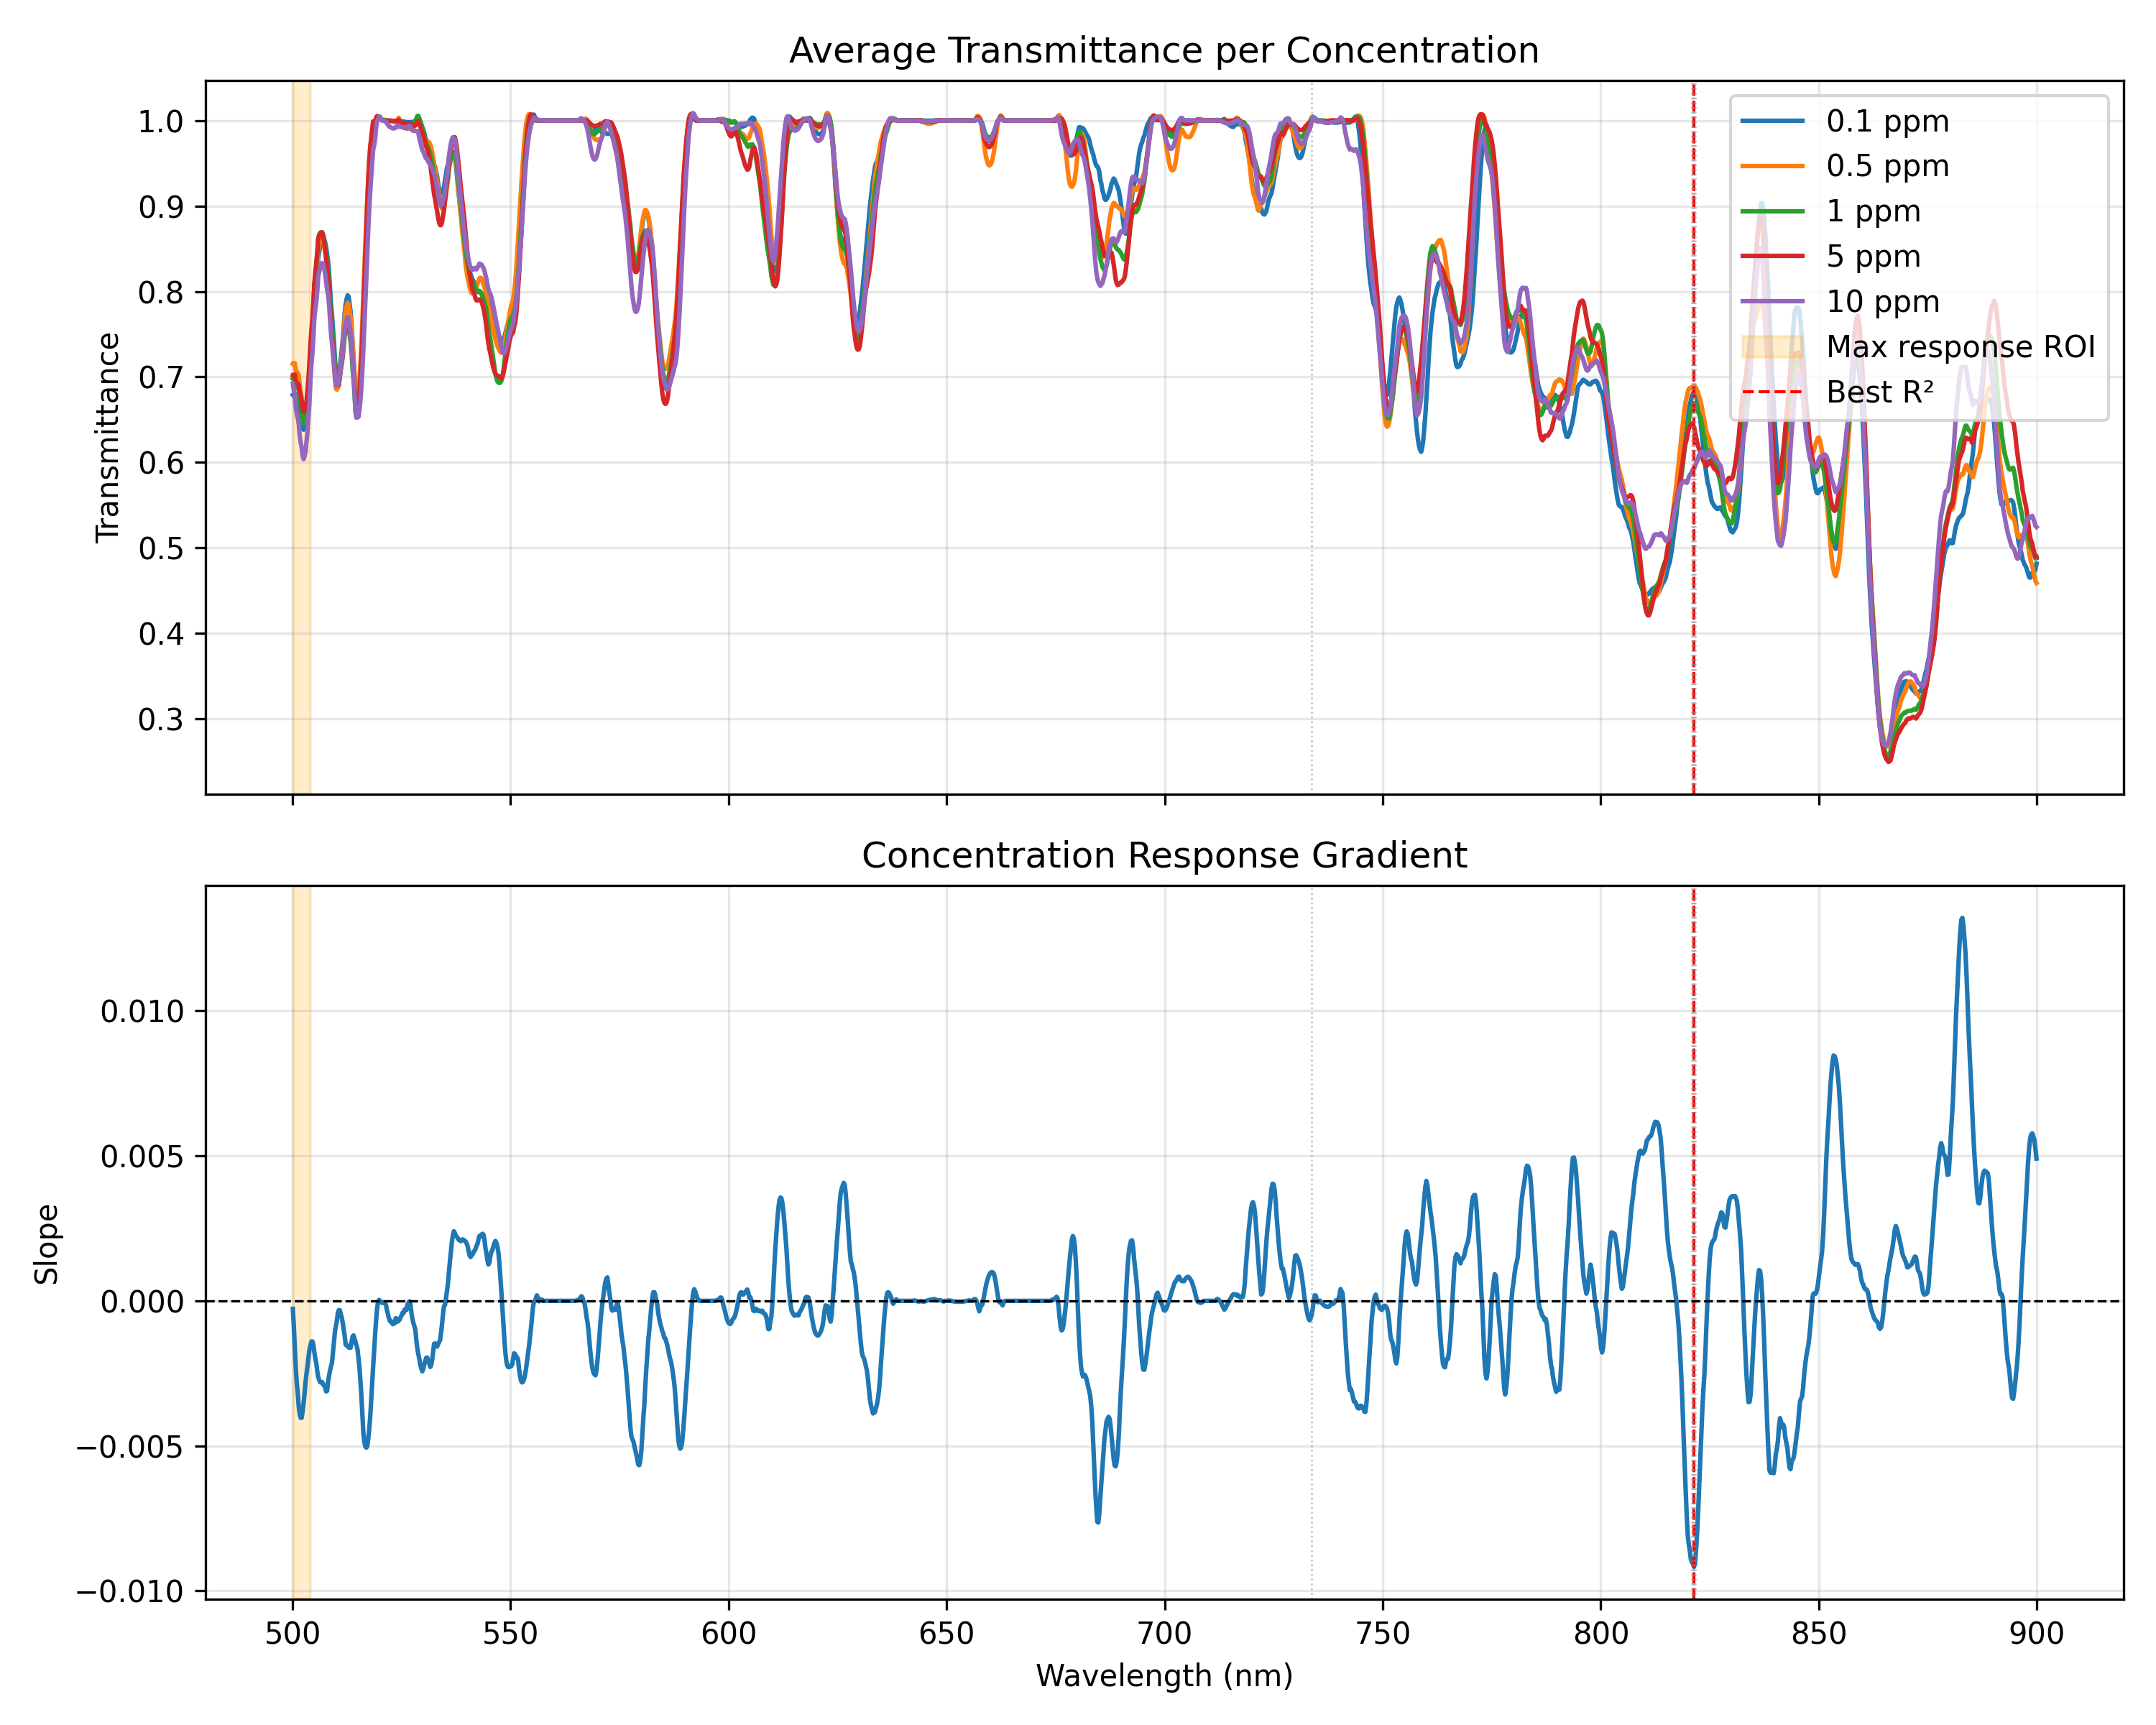 Average Transmittance per Concentration
Transmittance
1.0
0.9
0.8
0.7
0.6
0.5
0.4
0.3
0.1 ppm
0.5 ppm
1 ppm
5 ppm
10 ppm
Max response ROI
Best R²
Concentration Response Gradient
Slope
0.010
0.005
0.000
−0.005
−0.010
500 550 600 650 700 750 800 850 900
Wavelength (nm)